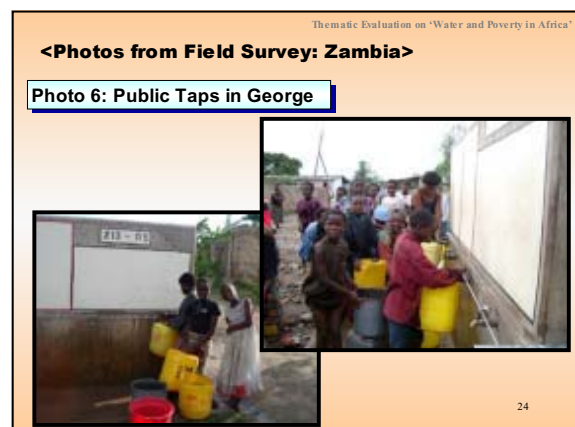 Thematic Evaluation on ‘Water and Poverty in Africa’
<Photos from Field Survey: Zambia>
Photo 6: Public Taps in George
24